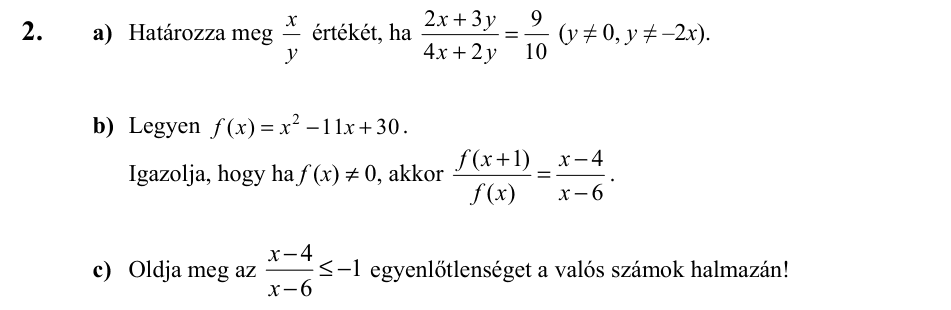 2. a) Határozza meg x/y értékét, ha (2x + 3y)/(4x + 2y) = 9/10 (y ≠ 0, y ≠ –2x).
b) Legyen f(x) = x² – 11x + 30.
Igazolja, hogy ha f(x) ≠ 0, akkor f(x+1)/f(x) = (x – 4)/(x – 6).
c) Oldja meg az (x – 4)/(x – 6) ≤ –1 egyenlőtlenséget a valós számok halmazán!